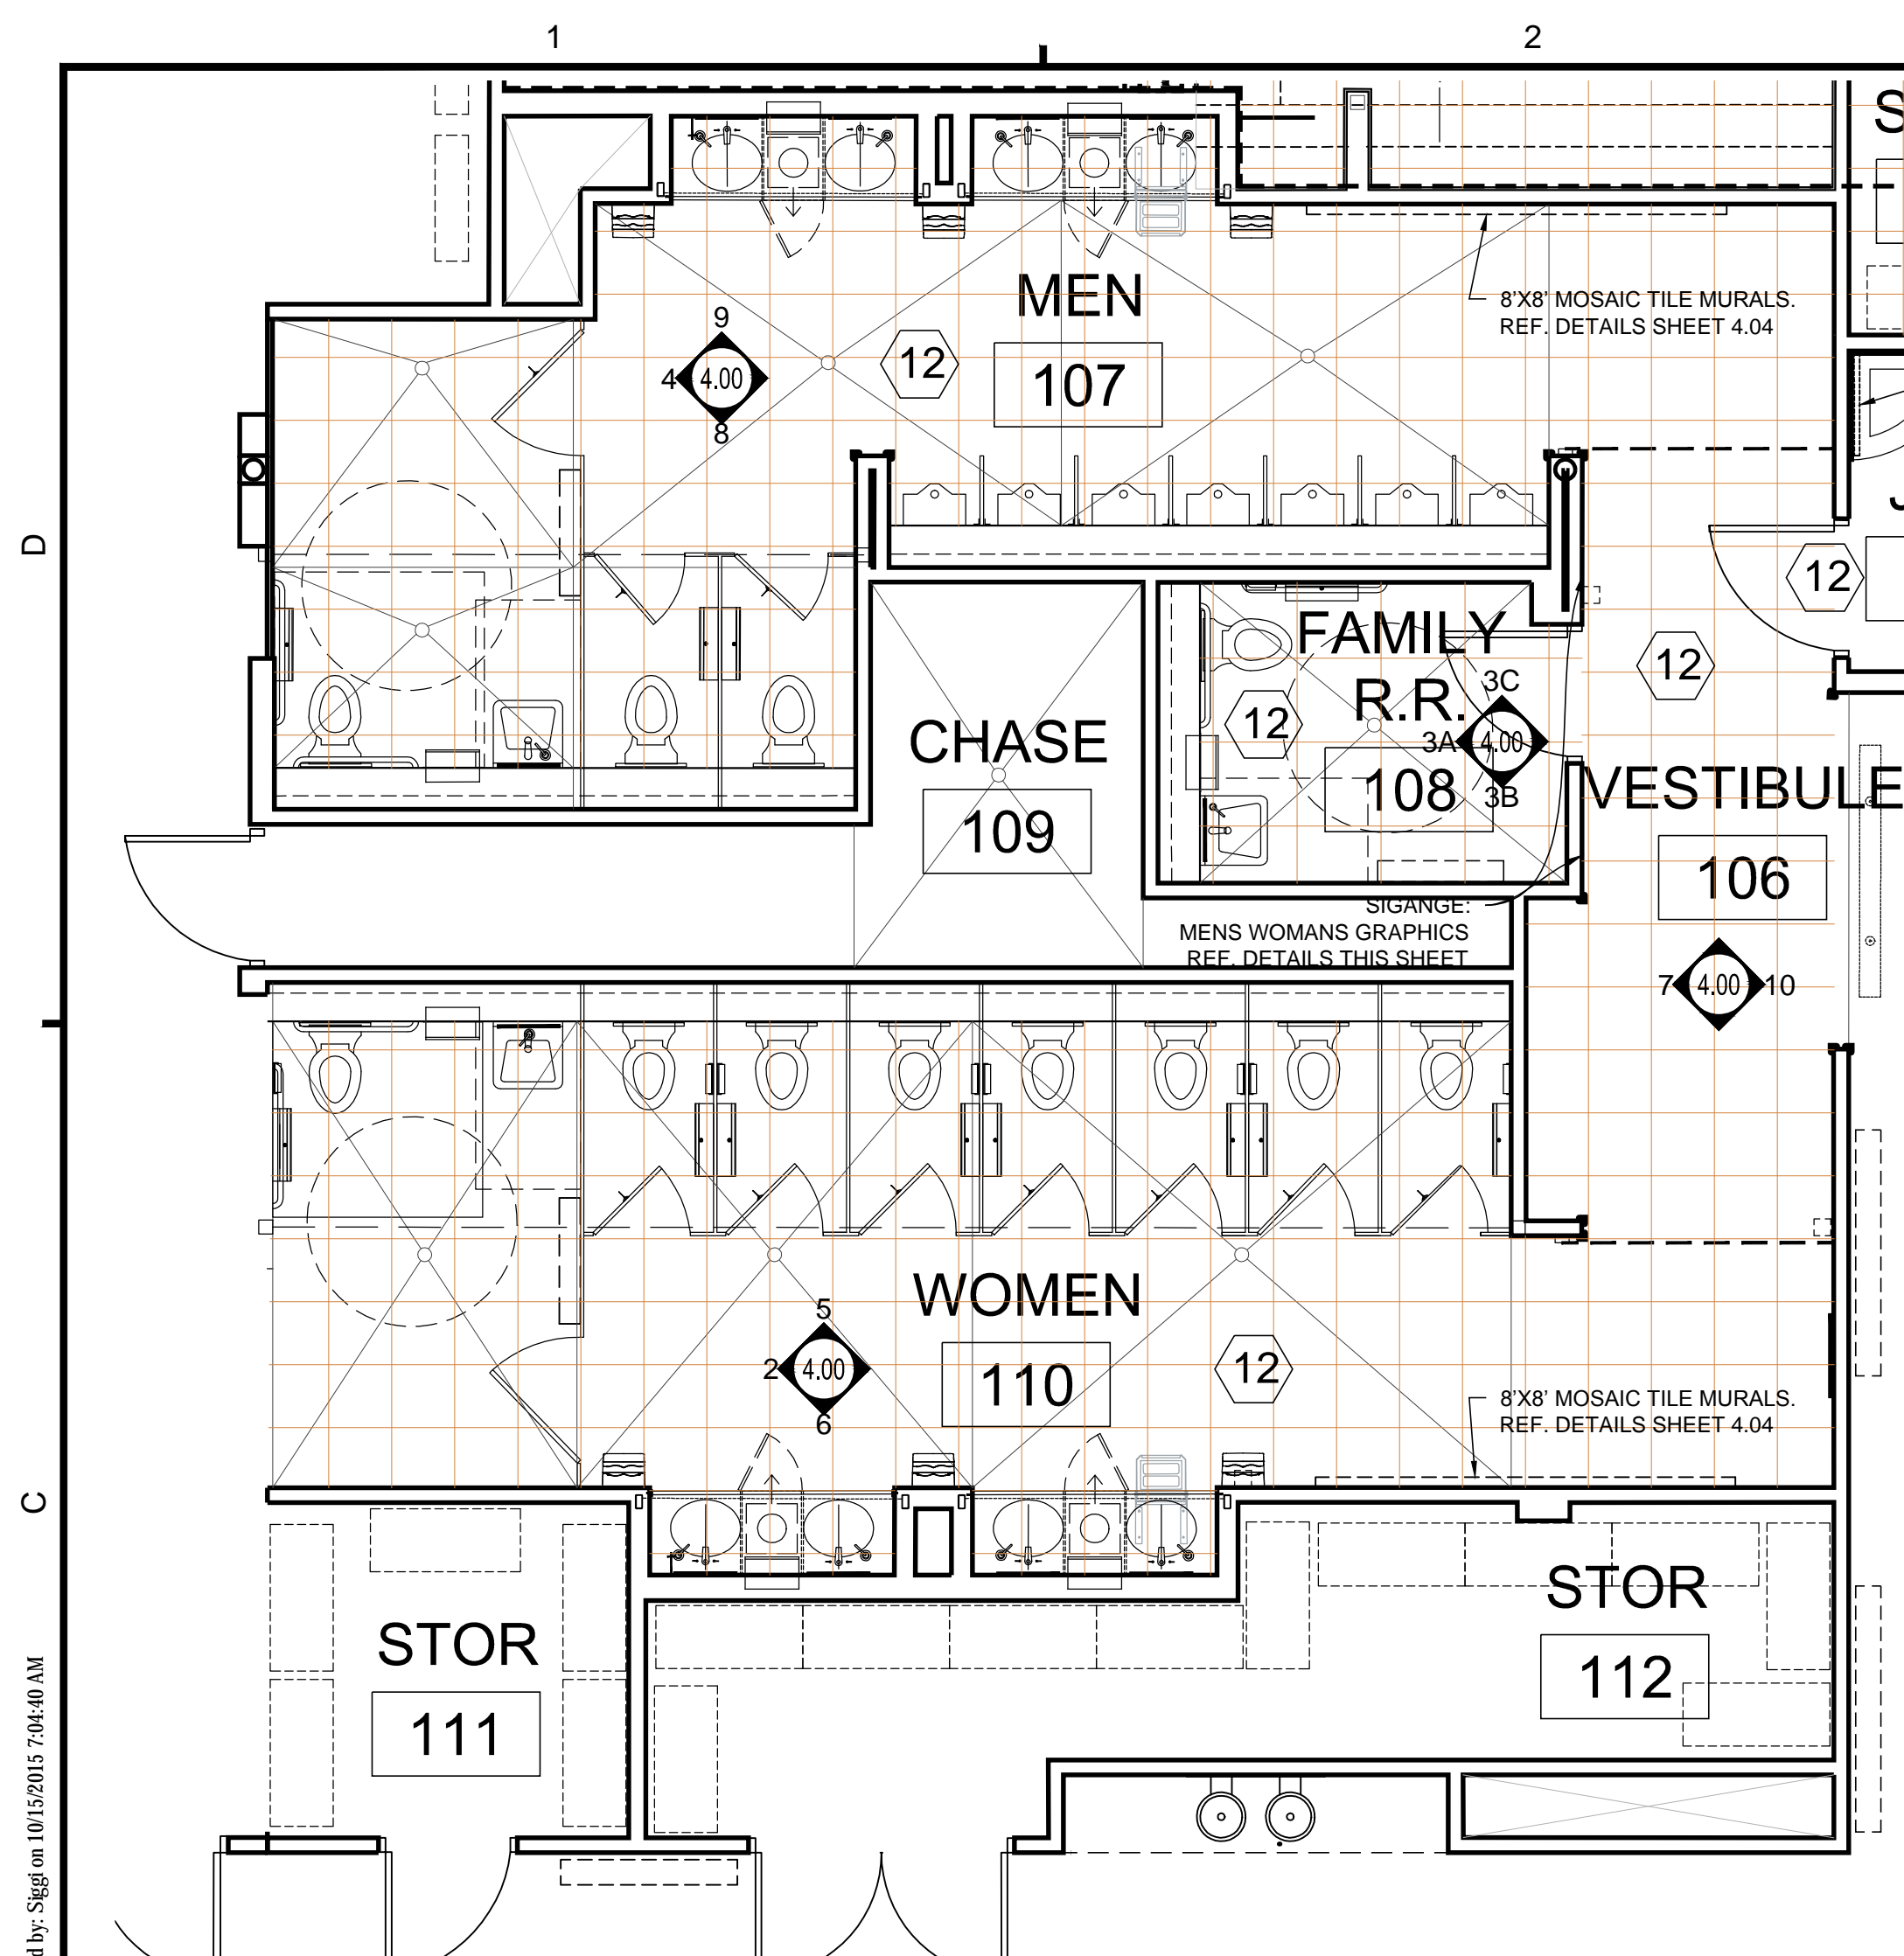 1
2
S
MEN
107
12
9
4
4.00
8
8'X8' MOSAIC TILE MURALS.
REF. DETAILS SHEET 4.04
D
J
12
12
FAMILY
R.R.
108
12
3C
3A
4.00
3B
CHASE
109
VESTIBULE
106
SIGANGE:
MENS WOMANS GRAPHICS
REF. DETAILS THIS SHEET
7
4.00
10
WOMEN
110
12
5
2
4.00
6
8'X8' MOSAIC TILE MURALS.
REF. DETAILS SHEET 4.04
C
STOR
111
STOR
112
d by: Siggi on 10/15/2015 7:04:40 AM